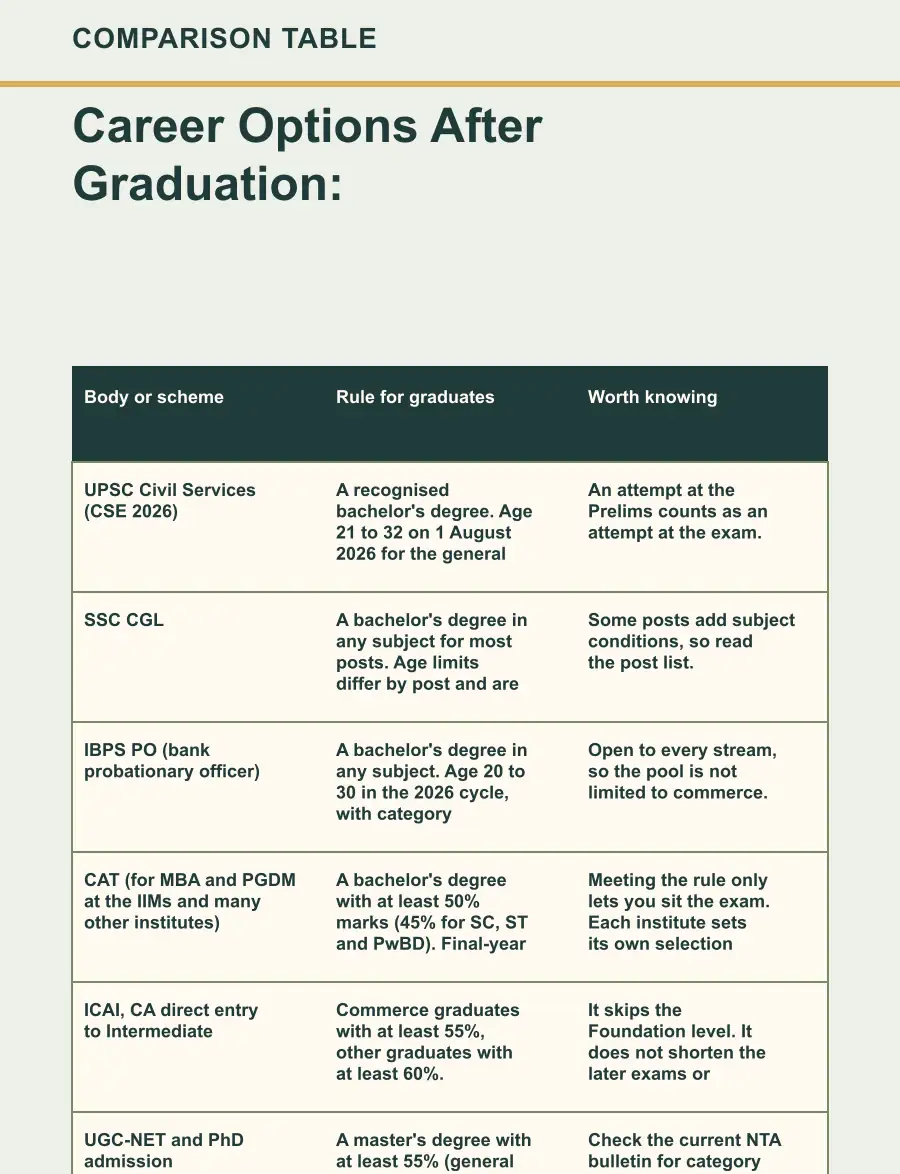 COMPARISON TABLE
Career Options After
Graduation:
Body or scheme
Rule for graduates
Worth knowing
UPSC Civil Services
(CSE 2026)
A recognised
bachelor's degree. Age
21 to 32 on 1 August
2026 for the general
An attempt at the
Prelims counts as an
attempt at the exam.
SSC CGL
A bachelor's degree in
any subject for most
posts. Age limits
differ by post and are
Some posts add subject
conditions, so read
the post list.
IBPS PO (bank
probationary officer)
A bachelor's degree in
any subject. Age 20 to
30 in the 2026 cycle,
with category
Open to every stream,
so the pool is not
limited to commerce.
CAT (for MBA and PGDM
at the IIMs and many
other institutes)
A bachelor's degree
with at least 50%
marks (45% for SC, ST
and PwBD). Final-year
Meeting the rule only
lets you sit the exam.
Each institute sets
its own selection
ICAI, CA direct entry
to Intermediate
Commerce graduates
with at least 55%,
other graduates with
at least 60%.
It skips the
Foundation level. It
does not shorten the
later exams or
UGC-NET and PhD
admission
A master's degree with
at least 55% (general
Check the current NTA
bulletin for category